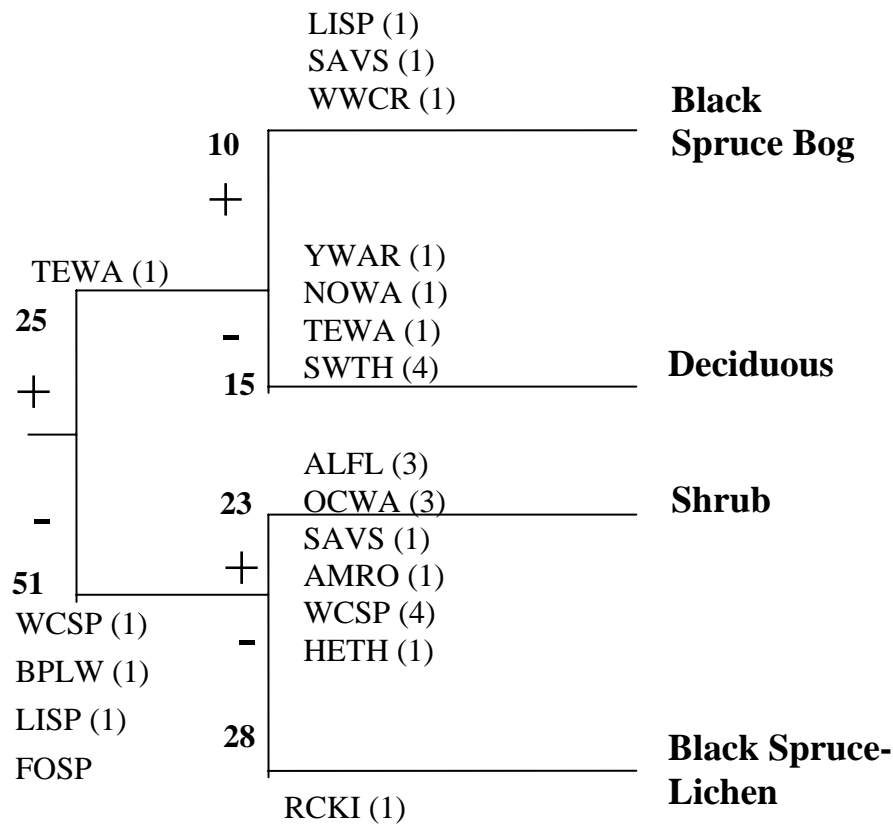 LISP (1)
SAVS (1)
WWCR (1)
Black
Spruce Bog
10
+
TEWA (1)
25
+
YWAR (1)
NOWA (1)
TEWA (1)
SWTH (4)
-
15
Deciduous
ALFL (3)
OCWA (3)
SAVS (1)
AMRO (1)
WCSP (4)
HETH (1)
23
+
Shrub
-
51
WCSP (1)
BPLW (1)
LISP (1)
FOSP
-
28
Black Spruce-
Lichen
RCKI (1)